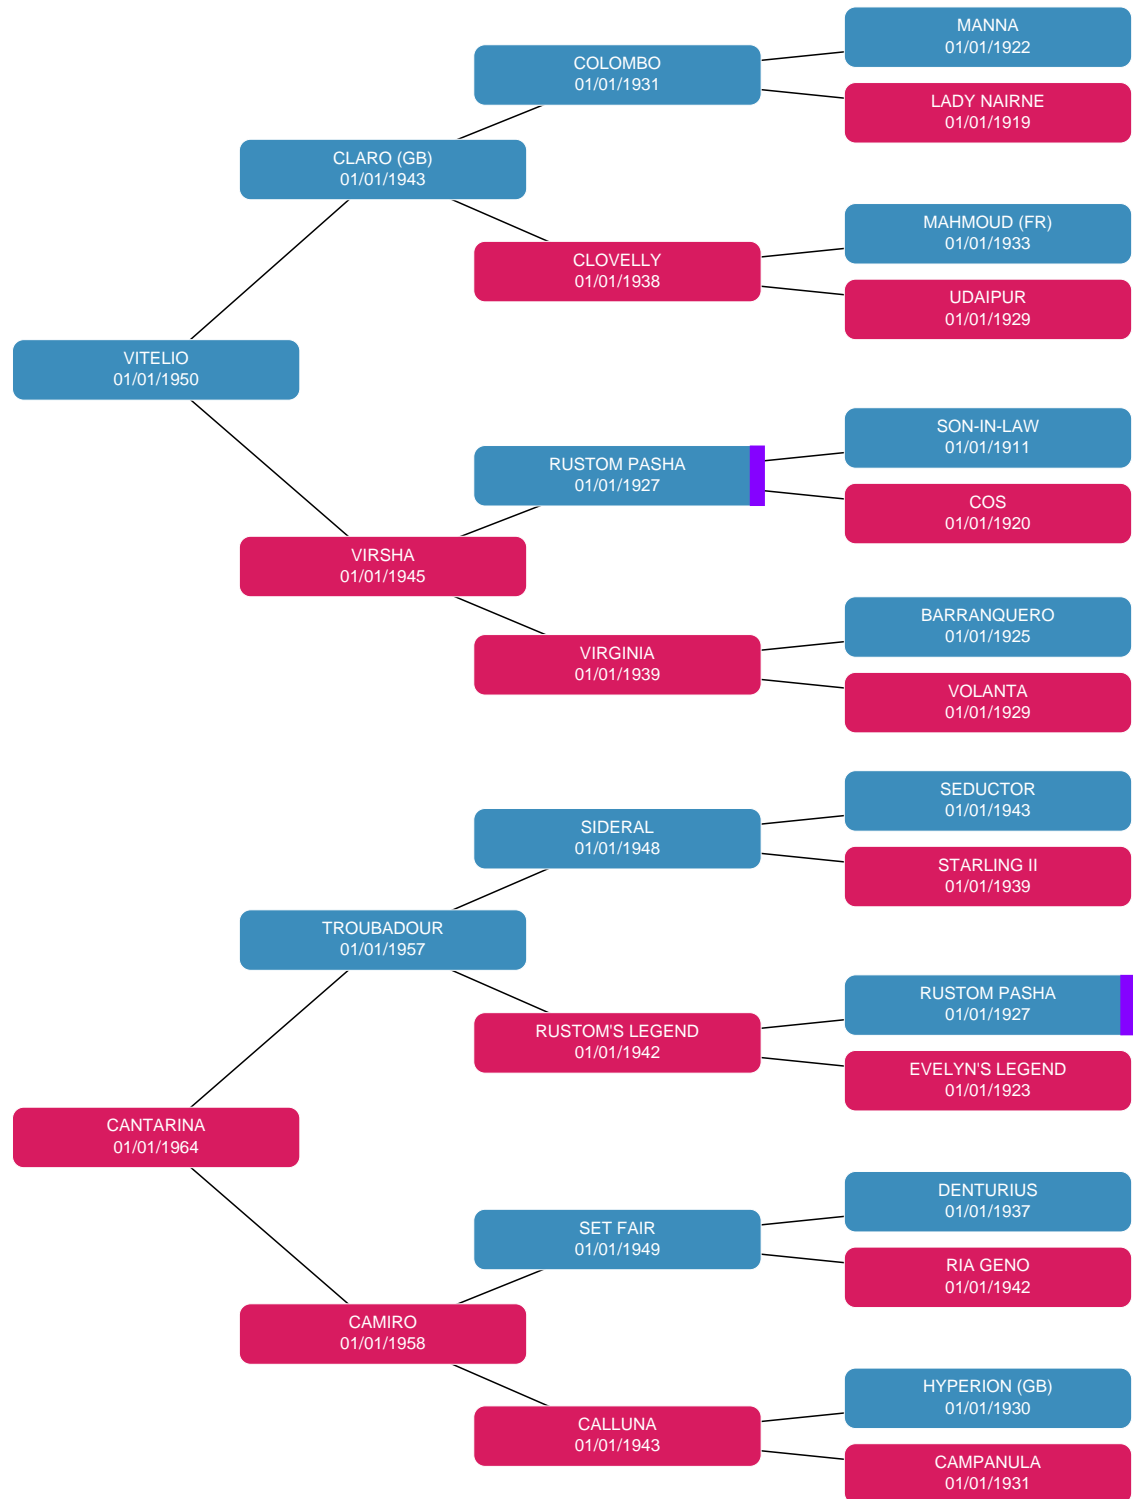 MANNA
01/01/1922
COLOMBO
01/01/1931
LADY NAIRNE
01/01/1919
CLARO (GB)
01/01/1943
MAHMOUD (FR)
01/01/1933
CLOVELLY
01/01/1938
UDAIPUR
01/01/1929
VITELIO
01/01/1950
SON-IN-LAW
01/01/1911
RUSTOM PASHA
01/01/1927
COS
01/01/1920
VIRSHA
01/01/1945
BARRANQUERO
01/01/1925
VIRGINIA
01/01/1939
VOLANTA
01/01/1929
SEDUCTOR
01/01/1943
SIDERAL
01/01/1948
STARLING II
01/01/1939
TROUBADOUR
01/01/1957
RUSTOM PASHA
01/01/1927
RUSTOM'S LEGEND
01/01/1942
EVELYN'S LEGEND
01/01/1923
CANTARINA
01/01/1964
DENTURIUS
01/01/1937
SET FAIR
01/01/1949
RIA GENO
01/01/1942
CAMIRO
01/01/1958
HYPERION (GB)
01/01/1930
CALLUNA
01/01/1943
CAMPANULA
01/01/1931